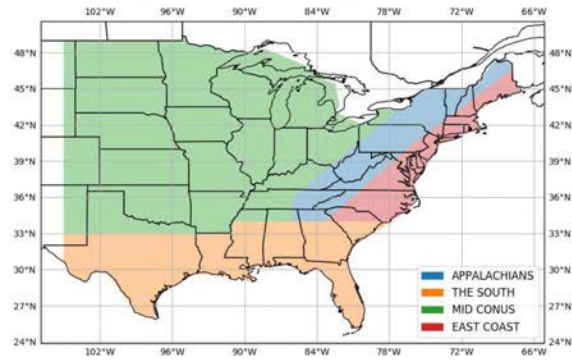 102°W 96°W 90°W 84°W 78°W 72°W 66°W
48°N 48°N
45°N 45°N
42°N 42°N
39°N 39°N
36°N 36°N
33°N 33°N
30°N 30°N
27°N 27°N
24°N 24°N
APPALACHIANS
THE SOUTH
MID CONUS
EAST COAST
102°W 96°W 90°W 84°W 78°W 72°W 66°W